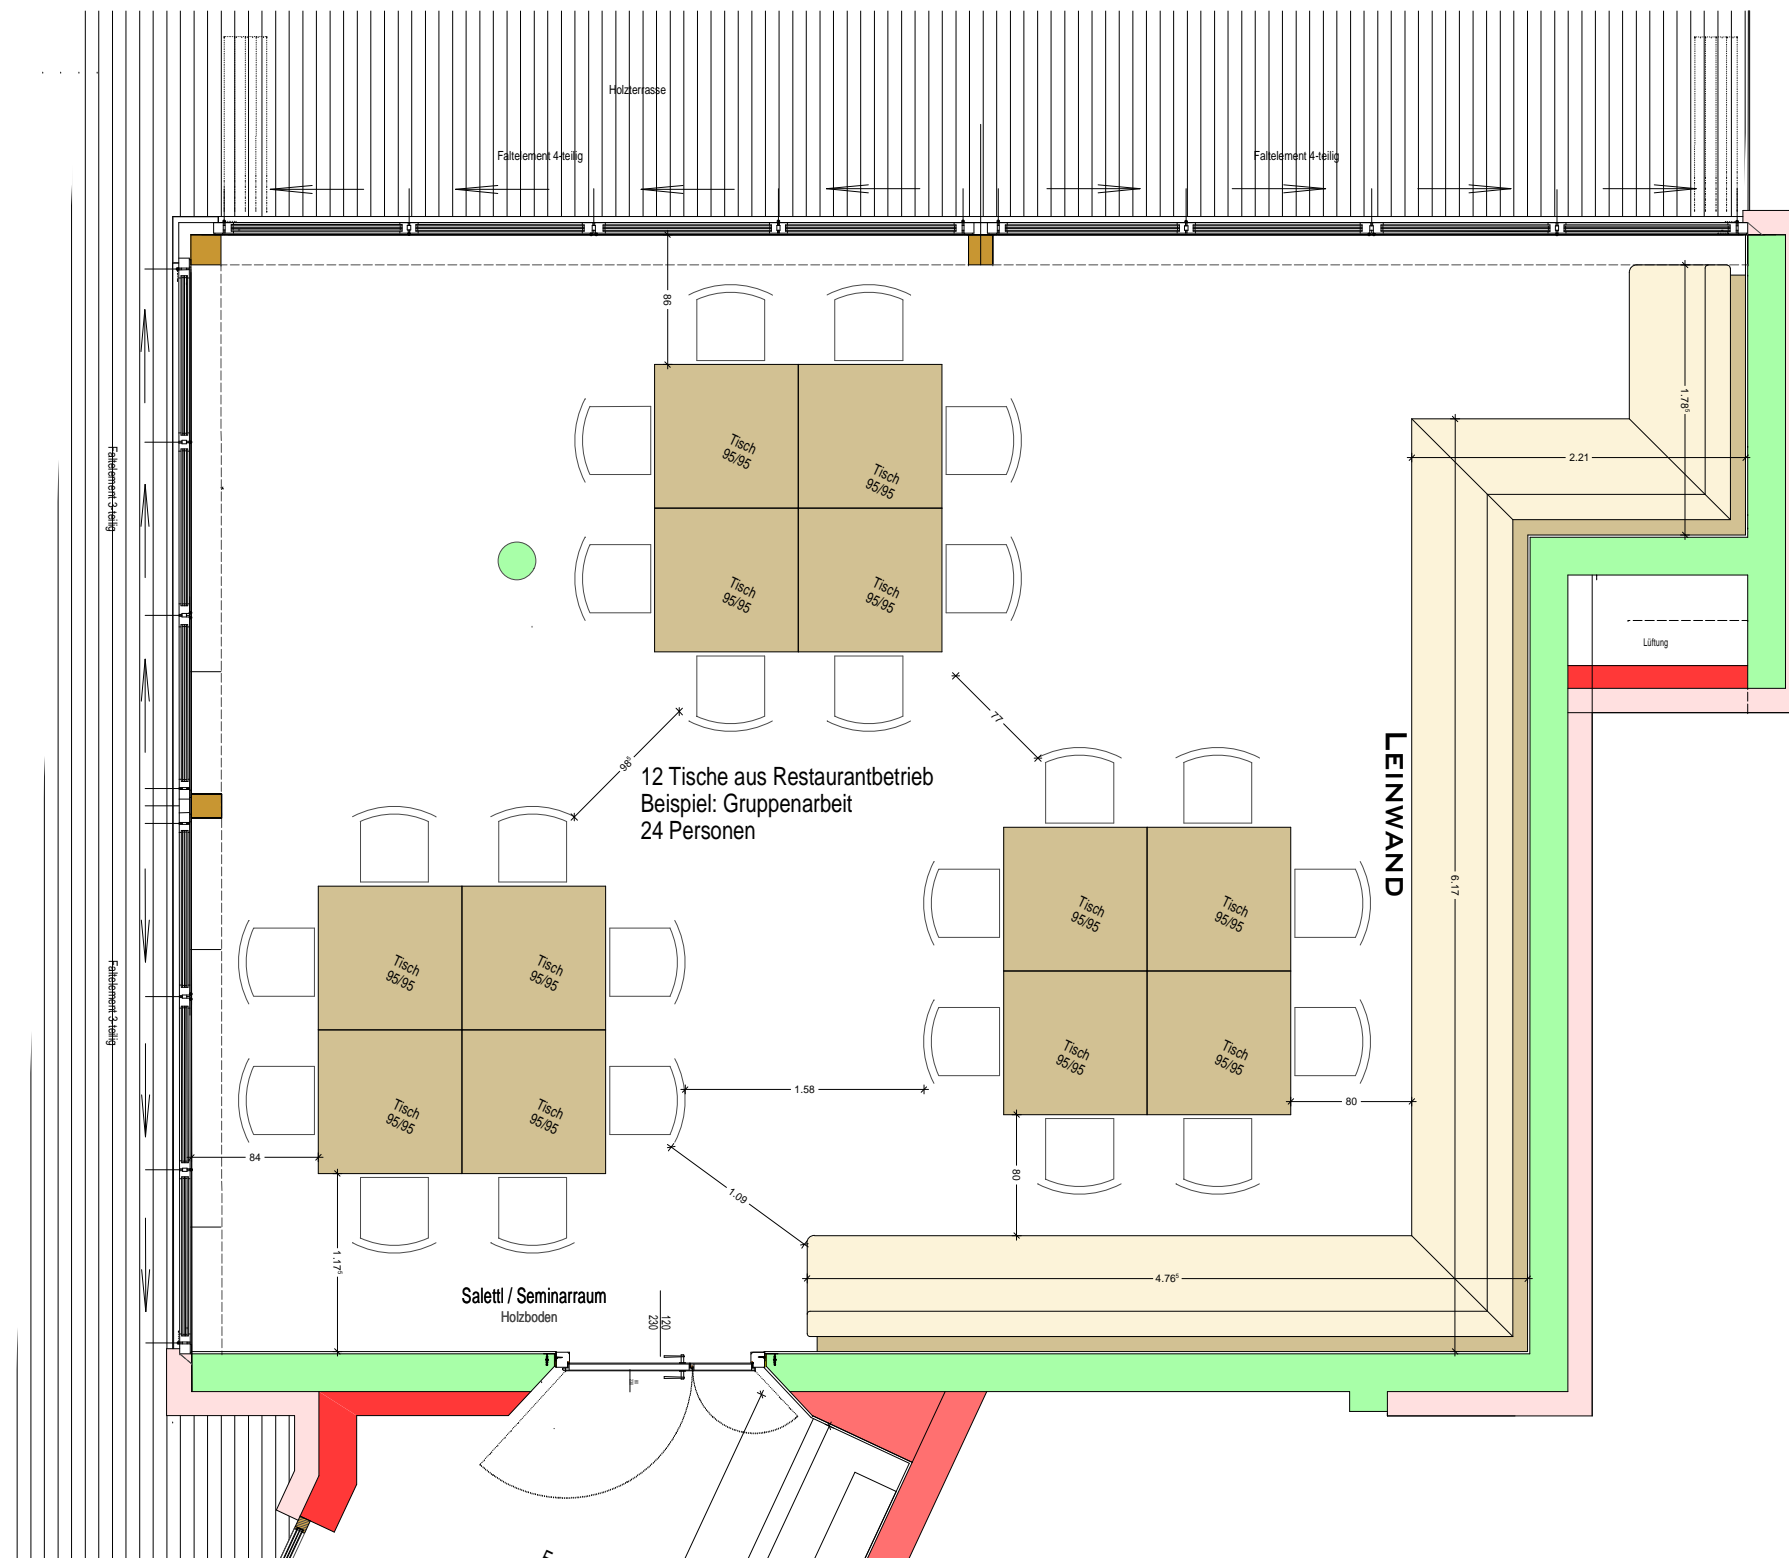 Holzterrasse
Faltelement 4-teilig
Faltelement 4-teilig
86
1.78⁵
2.21
Faltelement 3-teilig
Tisch
95/95
Tisch
95/95
Tisch
95/95
Tisch
95/95
Lüftung
77
98⁵
12 Tische aus Restaurantbetrieb
Beispiel: Gruppenarbeit
24 Personen
LEINWAND
6.17
Tisch
95/95
Tisch
95/95
Tisch
95/95
Tisch
95/95
Faltelement 3-teilig
Tisch
95/95
Tisch
95/95
Tisch
95/95
Tisch
95/95
1.58
80
84
80
1.09
1.17⁵
4.76⁵
Salettl / Seminarraum
Holzboden
120
230